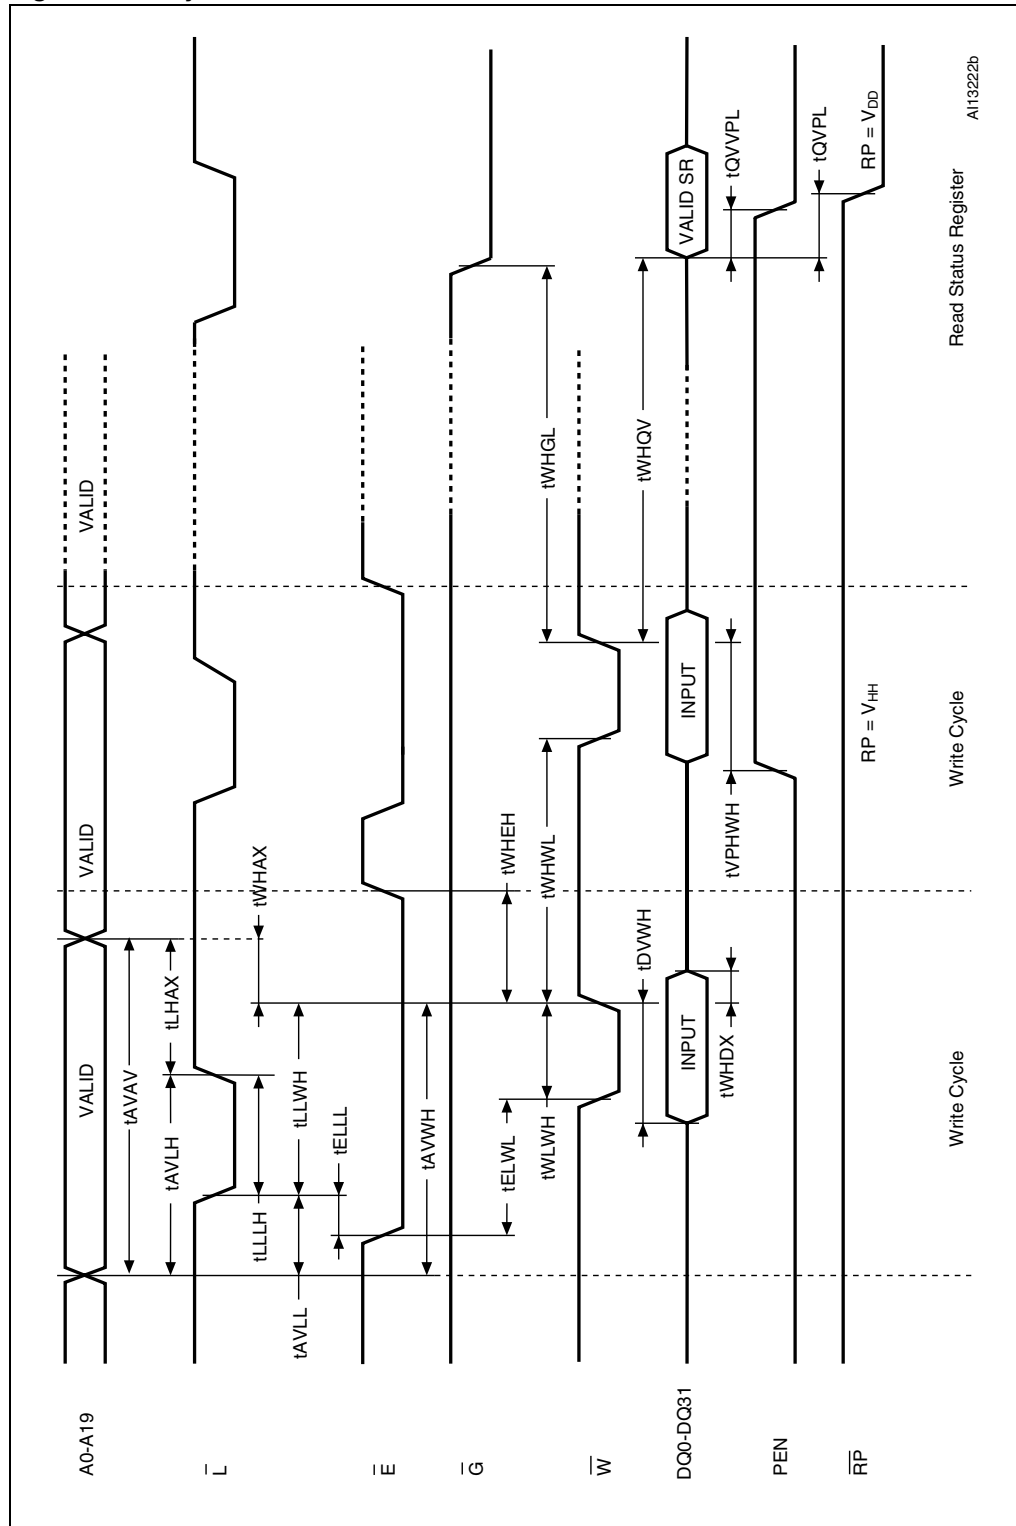 A0-A19
VALID
VALID
VALID
tAVAV
tAVLH
tLHAX
L
tLLLH
tWHAX
tAVLL
tLLWH
tELLL
E
tAVWH
G
tELWL
tWHEH
tWLWH
tWHWL
tWHGL
W
tDVWH
tWHQV
DQ0-DQ31
INPUT
INPUT
VALID SR
tWHDX
tVPHWH
tQVVPL
PEN
tQVPL
RP
RP = VHH
RP = VDD
Write Cycle
Write Cycle
Read Status Register
AI13222b